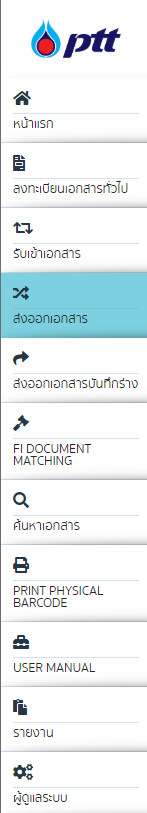 ptt
หน้าแรก
ลงทะเบียนเอกสารทั่วไป
รับเข้าเอกสาร
ส่งออกเอกสาร
ส่งออกเอกสารบันทึกร่าง
FI DOCUMENT
MATCHING
ค้นหาเอกสาร
PRINT PHYSICAL
BARCODE
USER MANUAL
รายงาน
ผู้ดูแลระบบ